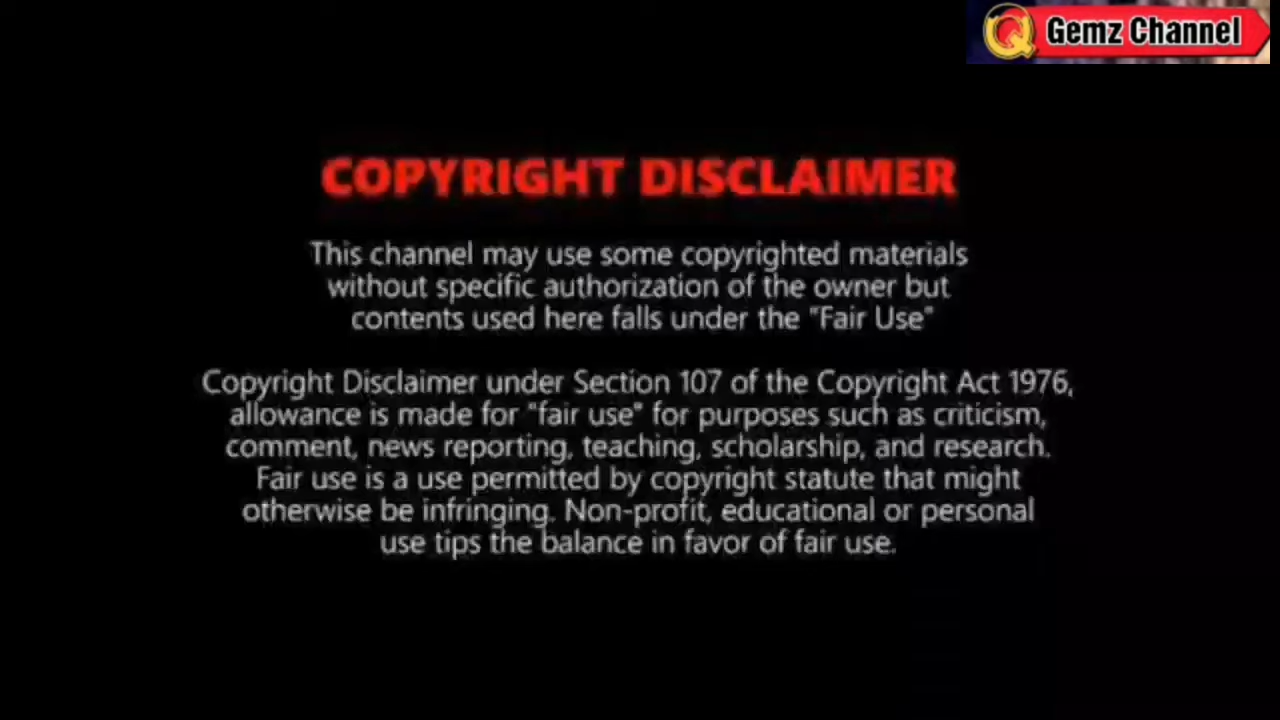 Gemz Channel
COPYRIGHT DISCLAIMER
This channel may use some copyrighted materials
without specific authorization of the owner but
contents used here falls under the "Fair Use"
Copyright Disclaimer under Section 107 of the Copyright Act 1976,
allowance is made for "fair use" for purposes such as criticism,
comment, news reporting, teaching, scholarship, and research.
Fair use is a use permitted by copyright statute that might
otherwise be infringing. Non-profit, educational or personal
use tips the balance in favor of fair use.